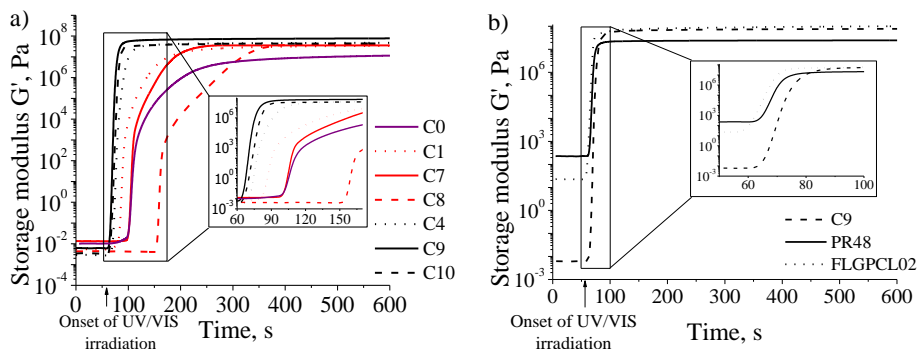 a)
Storage modulus G', Pa
10^8
10^6
10^4
10^2
10^0
10^-2
10^-4
0 100 200 300 400 500 600
Time, s
Onset of UV/VIS
irradiation
10^6
10^4
10^1
10^-1
10^-3
60 90 120 150
C0
C1
C7
C8
C4
C9
C10
b)
Storage modulus G', Pa
10^6
10^3
10^0
10^-3
0 100 200 300 400 500 600
Time, s
Onset of UV/VIS
irradiation
10^6
10^3
10^0
10^-3
60 80 100
C9
PR48
FLGPCL02